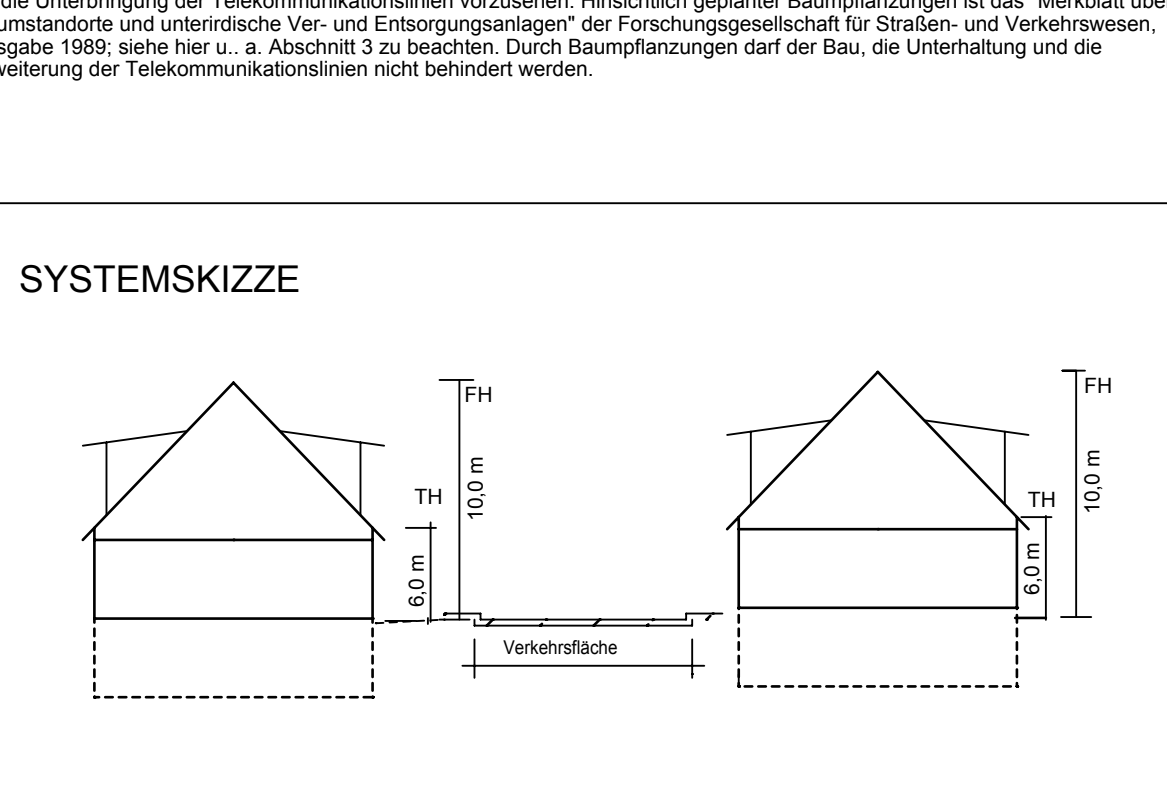 die Unterbringung der Telekommunikationslinien vorzusehen. Hinsichtlich geplanter Baumpflanzungen ist das "Merkblatt über
umstandorte und unterirdische Ver- und Entsorgungsanlagen" der Forschungsgesellschaft für Straßen- und Verkehrswesen,
sgabe 1989; siehe hier u.. a. Abschnitt 3 zu beachten. Durch Baumpflanzungen darf der Bau, die Unterhaltung und die
weiterung der Telekommunikationslinien nicht behindert werden.
SYSTEMSKIZZE
FH
10,0 m
TH
6,0 m
Verkehrsfläche
FH
10,0 m
TH
6,0 m